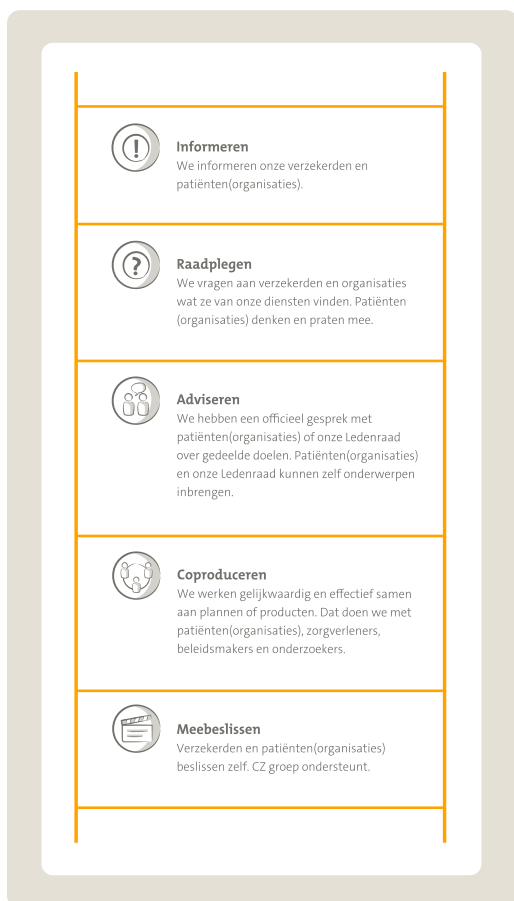 Informeren
We informeren onze verzekerden en
patiënten(organisaties).
Raadplegen
We vragen aan verzekerden en organisaties
wat ze van onze diensten vinden. Patiënten
(organisaties) denken en praten mee.
Adviseren
We hebben een officieel gesprek met
patiënten(organisaties) of onze Ledenraad
over gedeelde doelen. Patiënten(organisaties)
en onze Ledenraad kunnen zelf onderwerpen
inbrengen.
Coproduceren
We werken gelijkwaardig en effectief samen
aan plannen of producten. Dat doen we met
patiënten(organisaties), zorgverleners,
beleidsmakers en onderzoekers.
Meebeslissen
Verzekerden en patiënten(organisaties)
beslissen zelf. CZ groep ondersteunt.